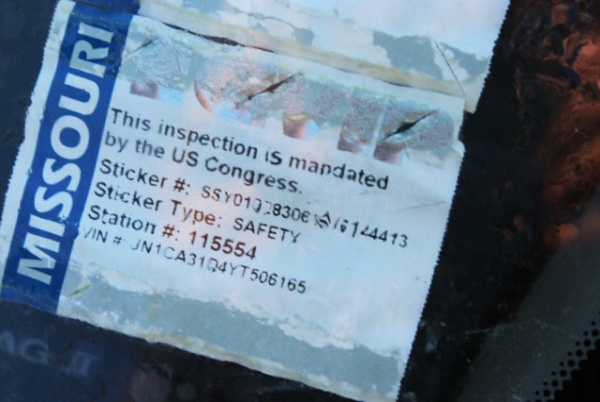 MISSOURI
This inspection is mandated
by the US Congress.
Sticker #:
Sticker Type: SAFETY
Station #: 115554
VIN #: JN1CA31D4YT506165